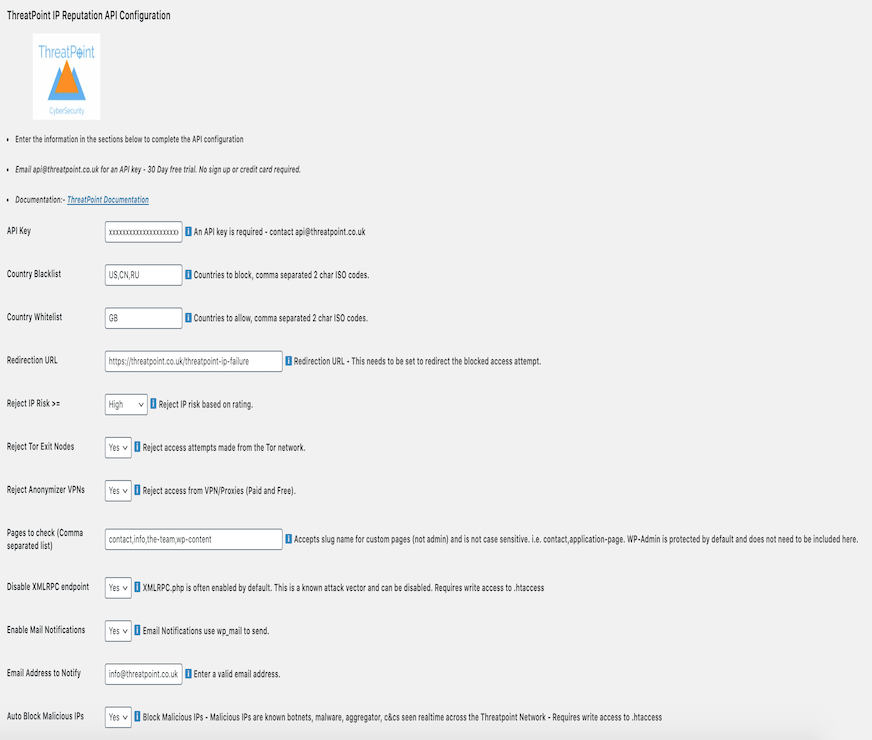 ThreatPoint IP Reputation API Configuration
ThreatPoint
CyberSecurity
• Enter the information in the sections below to complete the API configuration
• Email api@threatpoint.co.uk for an API key - 30 Day free trial. No sign up or credit card required.
• Documentation:- ThreatPoint Documentation
API Key xxxxxxxxxxxxxxxxxxxx i An API key is required - contact api@threatpoint.co.uk
Country Blacklist US,CN,RU i Countries to block, comma separated 2 char ISO codes.
Country Whitelist GB i Countries to allow, comma separated 2 char ISO codes.
Redirection URL https://threatpoint.co.uk/threatpoint-ip-failure i Redirection URL - This needs to be set to redirect the blocked access attempt.
Reject IP Risk >= High i Reject IP risk based on rating.
Reject Tor Exit Nodes Yes i Reject access attempts made from the Tor network.
Reject Anonymizer VPNs Yes i Reject access from VPN/Proxies (Paid and Free).
Pages to check (Comma
separated list) contact,info,the-team,wp-content i Accepts slug name for custom pages (not admin) and is not case sensitive. i.e. contact,application-page. WP-Admin is protected by default and does not need to be included here.
Disable XMLRPC endpoint Yes i XMLRPC.php is often enabled by default. This is a known attack vector and can be disabled. Requires write access to .htaccess
Enable Mail Notifications Yes i Email Notifications use wp_mail to send.
Email Address to Notify info@threatpoint.co.uk i Enter a valid email address.
Auto Block Malicious IPs Yes i Block Malicious IPs - Malicious IPs are known botnets, malware, aggregator, c&cs seen realtime across the Threatpoint Network - Requires write access to .htaccess